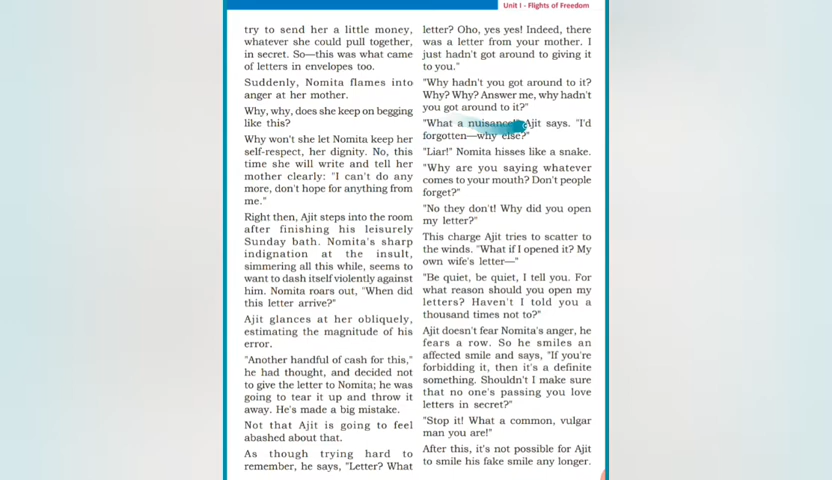 Unit I - Flights of Freedom
try to send her a little money,
whatever she could pull together,
in secret. So—this was what came
of letters in envelopes too.
Suddenly, Nomita flames into
anger at her mother.
Why, why, does she keep on begging
like this?
Why won't she let Nomita keep her
self-respect, her dignity. No, this
time she will write and tell her
mother clearly: "I can't do any
more, don't hope for anything from
me."
Right then, Ajit steps into the room
after finishing his leisurely
Sunday bath. Nomita's sharp
indignation at the insult,
simmering all this while, seems to
want to dash itself violently against
him. Nomita roars out, "When did
this letter arrive?"
Ajit glances at her obliquely,
estimating the magnitude of his
error.
"Another handful of cash for this,"
he had thought, and decided not
to give the letter to Nomita; he was
going to tear it up and throw it
away. He's made a big mistake.
Not that Ajit is going to feel
abashed about that.
As though trying hard to
remember, he says, "Letter? What
letter? Oho, yes yes! Indeed, there
was a letter from your mother. I
just hadn't got around to giving it
to you."
"Why hadn't you got around to it?
Why? Why? Answer me, why hadn't
you got around to it?"
"What a nuisance!" Ajit says. "I'd
forgotten—why else?"
"Liar!" Nomita hisses like a snake.
"Why are you saying whatever
comes to your mouth? Don't people
forget?"
"No they don't! Why did you open
my letter?"
This charge Ajit tries to scatter to
the winds. "What if I opened it? My
own wife's letter—"
"Be quiet, be quiet, I tell you. For
what reason should you open my
letters? Haven't I told you a
thousand times not to?"
Ajit doesn't fear Nomita's anger, he
fears a row. So he smiles an
affected smile and says, "If you're
forbidding it, then it's a definite
something. Shouldn't I make sure
that no one's passing you love
letters in secret?"
"Stop it! What a common, vulgar
man you are!"
After this, it's not possible for Ajit
to smile his fake smile any longer.